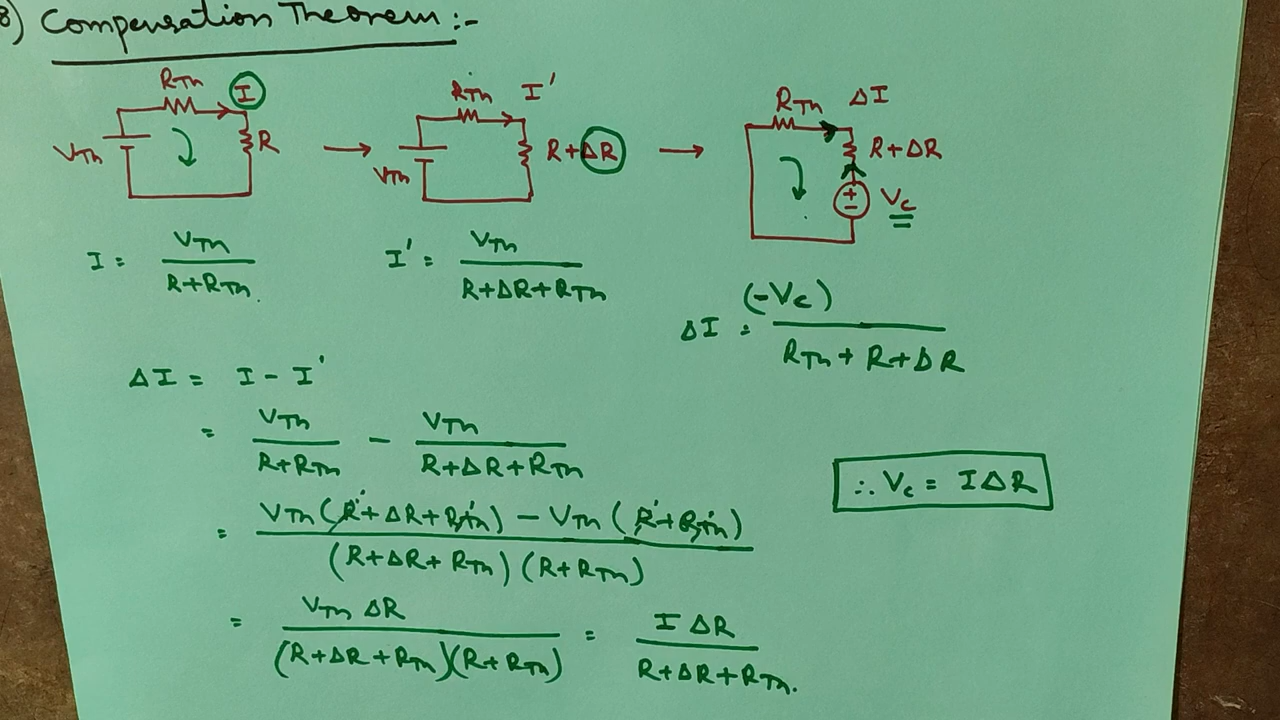 8) Compensation Theorem:-
RTh I
VTh R
RTh I'
VTh R+ΔR
RTh ΔI
R+ΔR
+
-
Vc
I = VTh / R+RTh
I' = VTh / R+ΔR+RTh
ΔI = (-Vc) / RTh+R+ΔR
ΔI = I - I'
= VTh / R+RTh - VTh / R+ΔR+RTh
= VTh(R+ΔR+RTh) - VTh(R+RTh) / (R+ΔR+RTh)(R+RTh)
= VTh ΔR / (R+ΔR+RTh)(R+RTh) = I ΔR / R+ΔR+RTh.
∴ Vc = IΔR